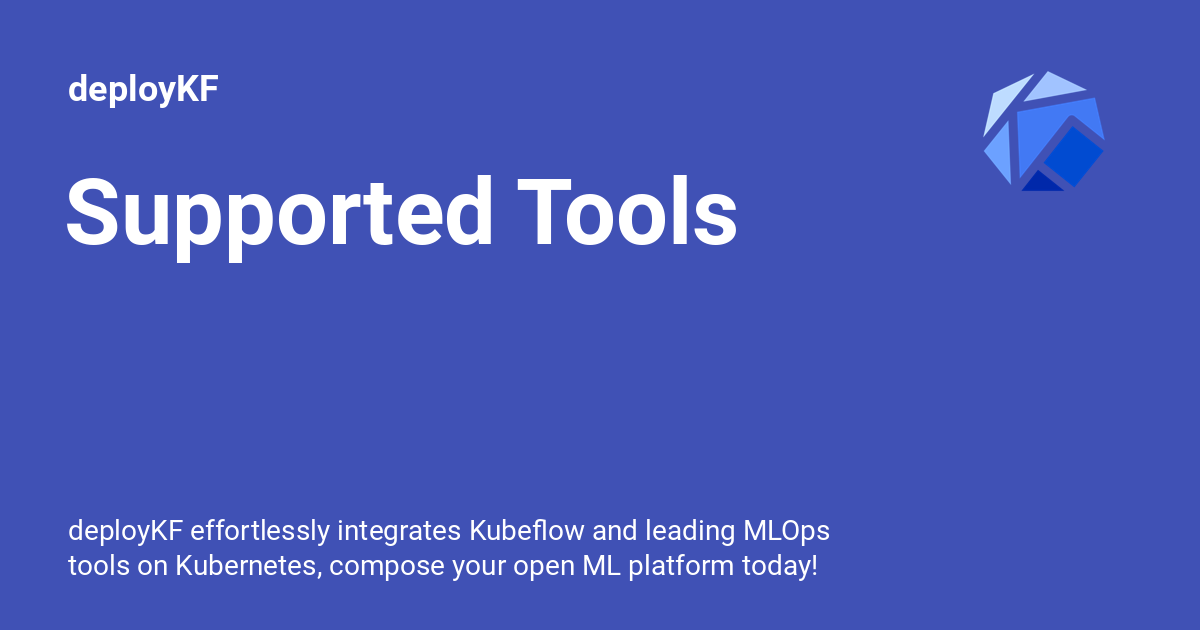 deployKF
Supported Tools
deployKF effortlessly integrates Kubeflow and leading MLOps
tools on Kubernetes, compose your open ML platform today!